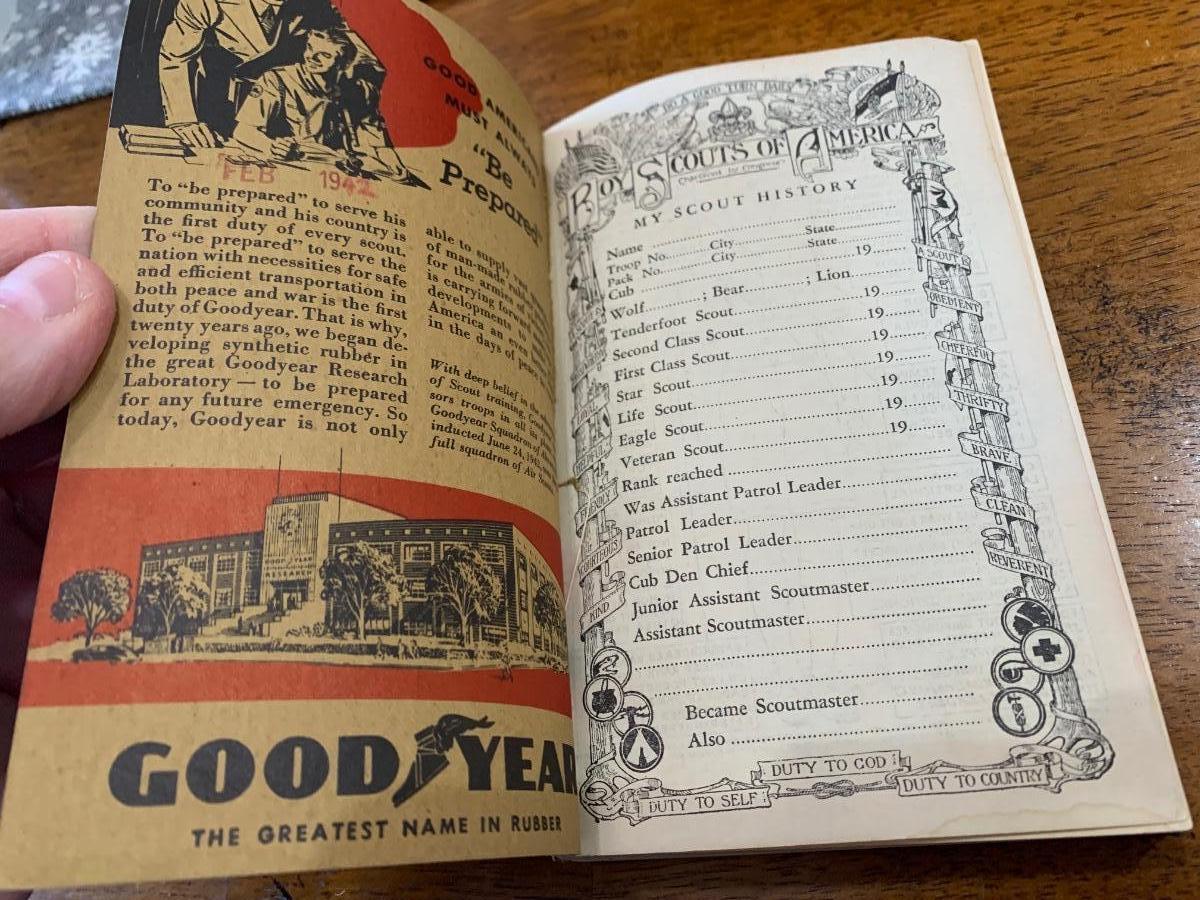 GOOD AMERICANS
MUST ALWAYS
"Be
Prepared"
FEB 1942
To "be prepared" to serve his
community and his country is
the first duty of every scout.
To "be prepared" to serve the
nation with necessities for safe
and efficient transportation in
both peace and war is the first
duty of Goodyear. That is why,
twenty years ago, we began de-
veloping synthetic rubber in
the great Goodyear Research
Laboratory — to be prepared
for any future emergency. So
today, Goodyear is not only
able to supply
of man-made
for the armies
is carrying forward
developments
America an even
in the days of peace
With deep belief in the
of Scout training,
sors troops in all its
Goodyear Squadron of
inducted June 24,
full squadron of Air
GOODYEAR
RESEARCH
GOODYEAR
THE GREATEST NAME IN RUBBER
DO A GOOD TURN DAILY
BOY SCOUTS OF AMERICA
Chartered by Congress
MY SCOUT HISTORY
Name
Troop No. City State
Pack No. City State
Cub 19
Wolf ; Bear ; Lion
Tenderfoot Scout 19
Second Class Scout 19
First Class Scout 19
Star Scout 19
Life Scout 19
Eagle Scout 19
Veteran Scout 19
Rank reached
Was Assistant Patrol Leader
Patrol Leader
Senior Patrol Leader
Cub Den Chief
Junior Assistant Scoutmaster
Assistant Scoutmaster
Became Scoutmaster
Also
LOYAL
HELPFUL
FRIENDLY
COURTEOUS
KIND
A SCOUT IS
OBEDIENT
CHEERFUL
THRIFTY
BRAVE
CLEAN
REVERENT
DUTY TO SELF
DUTY TO GOD
DUTY TO COUNTRY